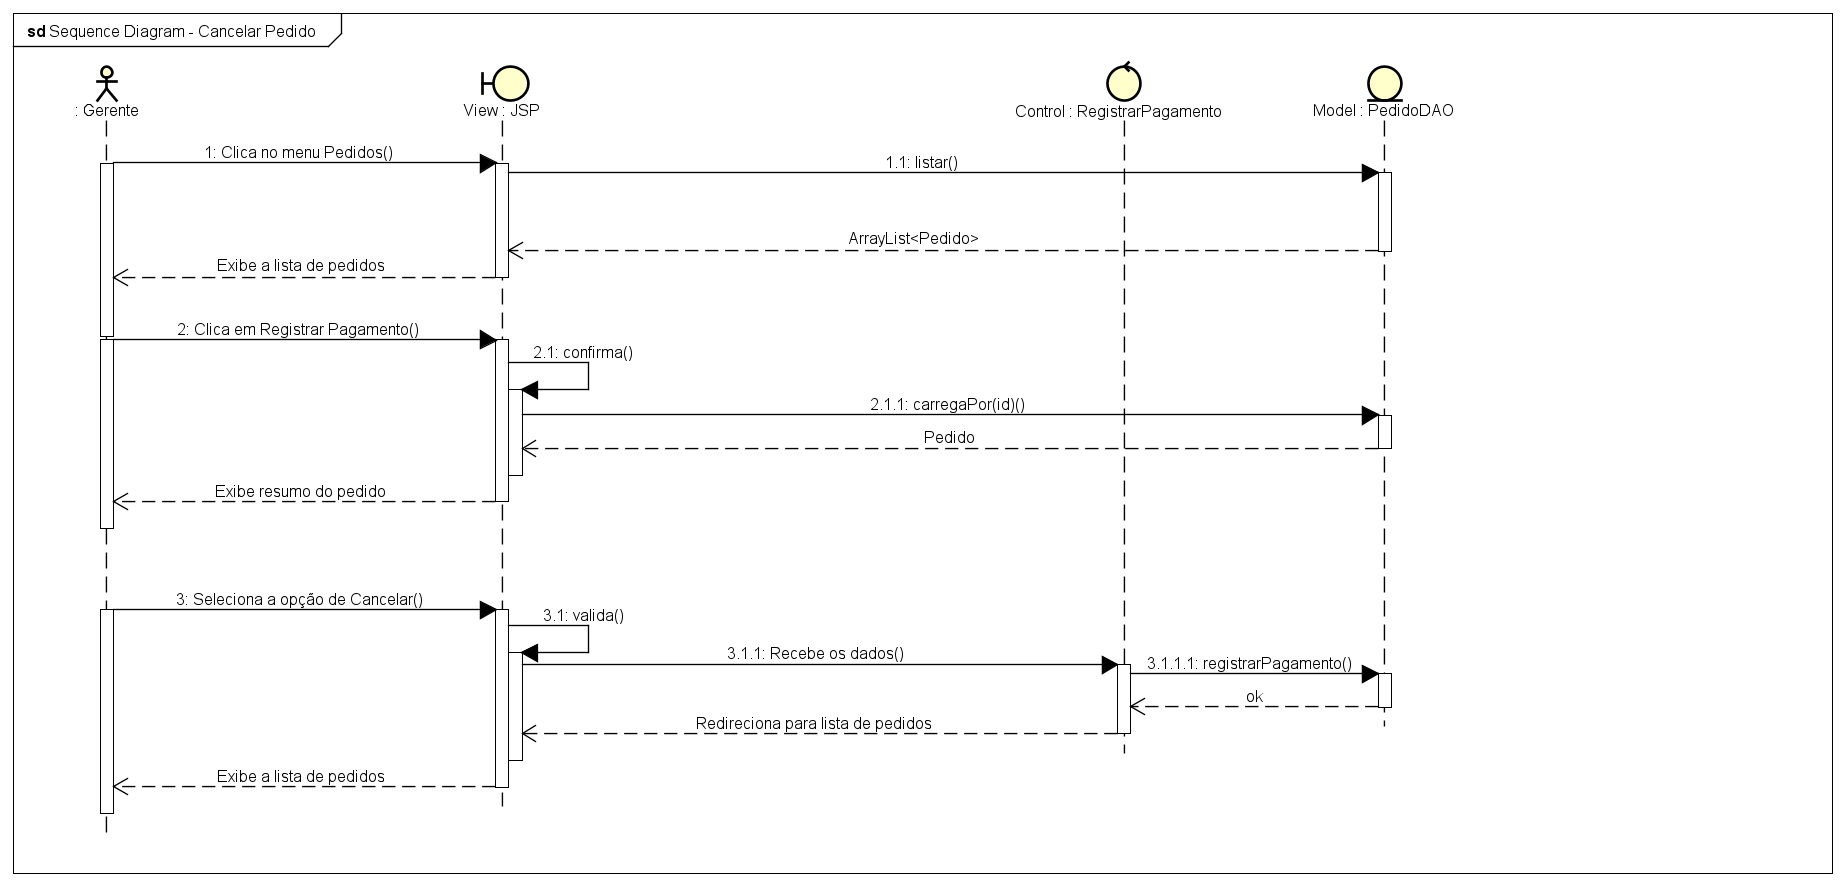 sd Sequence Diagram - Cancelar Pedido
: Gerente
View : JSP
Control : RegistrarPagamento
Model : PedidoDAO
1: Clica no menu Pedidos()
1.1: listar()
ArrayList<Pedido>
Exibe a lista de pedidos
2: Clica em Registrar Pagamento()
2.1: confirma()
2.1.1: carregaPor(id)()
Pedido
Exibe resumo do pedido
3: Seleciona a opção de Cancelar()
3.1: valida()
3.1.1: Recebe os dados()
3.1.1.1: registrarPagamento()
ok
Redireciona para lista de pedidos
Exibe a lista de pedidos